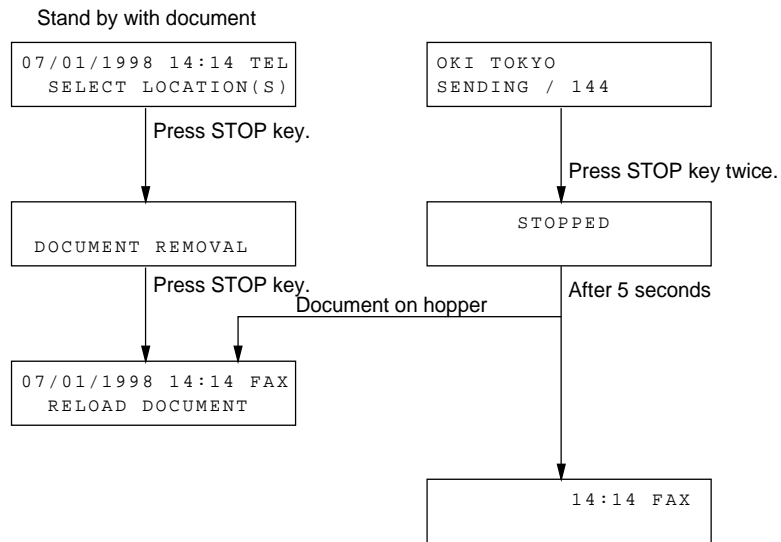 Stand by with document
07/01/1998 14:14 TEL
SELECT LOCATION(S)
Press STOP key.
DOCUMENT REMOVAL
Press STOP key.
07/01/1998 14:14 FAX
RELOAD DOCUMENT
OKI TOKYO
SENDING / 144
Press STOP key twice.
STOPPED
After 5 seconds
Document on hopper
14:14 FAX